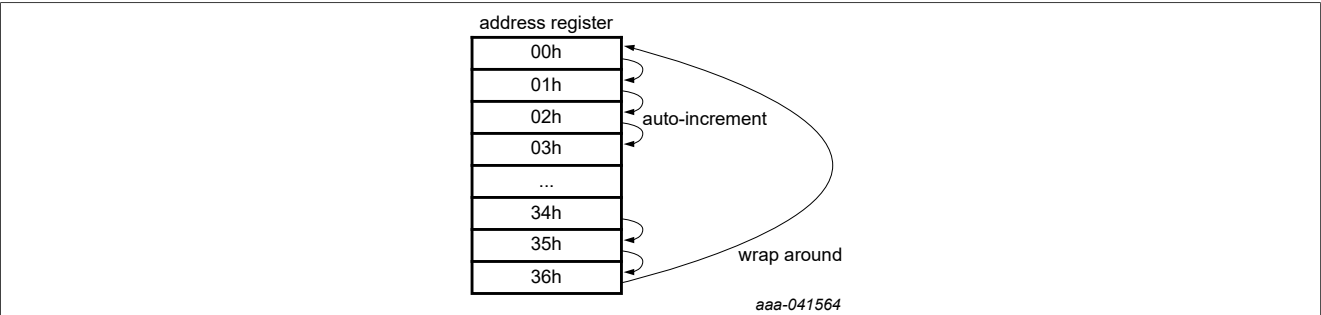 address register
00h
01h
02h
auto-increment
03h
...
34h
35h
wrap around
36h
aaa-041564